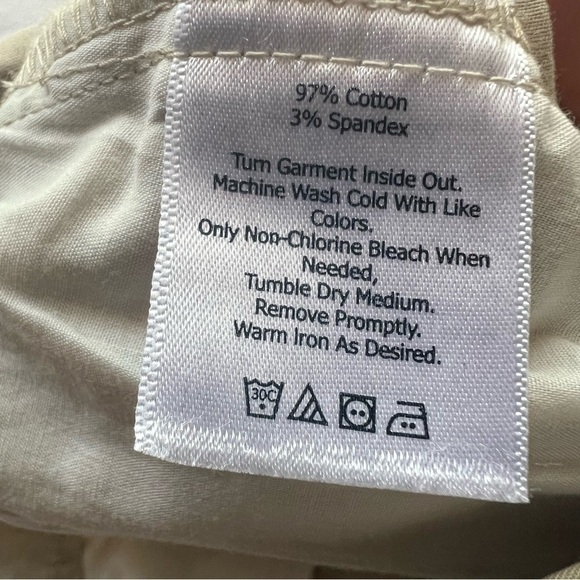 97% Cotton
3% Spandex
Turn Garment Inside Out.
Machine Wash Cold With Like
Colors.
Only Non-Chlorine Bleach When
Needed,
Tumble Dry Medium.
Remove Promptly.
Warm Iron As Desired.
30C